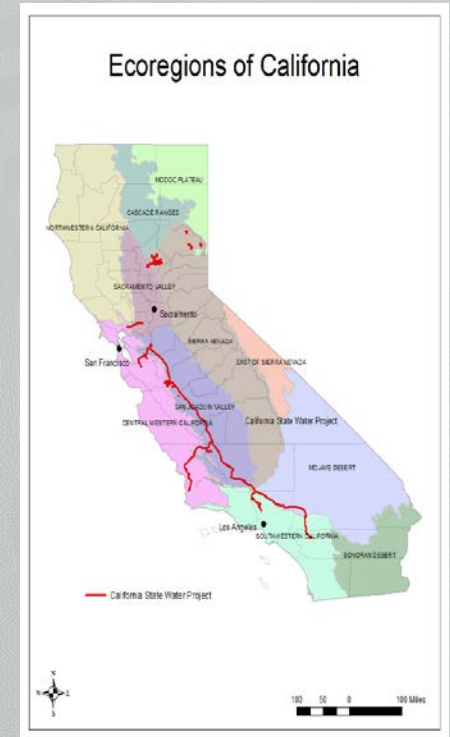 Ecoregions of California
MODOC PLATEAU
CASCADE RANGES
NORTHWESTERN CALIFORNIA
SACRAMENTO VALLEY
Sacramento
SIERRA NEVADA
San Francisco
EAST OF SIERRA NEVADA
SAN JOAQUIN VALLEY
CENTRAL WESTERN CALIFORNIA
California State Water Project
MOJAVE DESERT
Los Angeles
SOUTHWESTERN CALIFORNIA
SONORAN DESERT
California State Water Project
N
W E
S
100 50 0 100 Miles